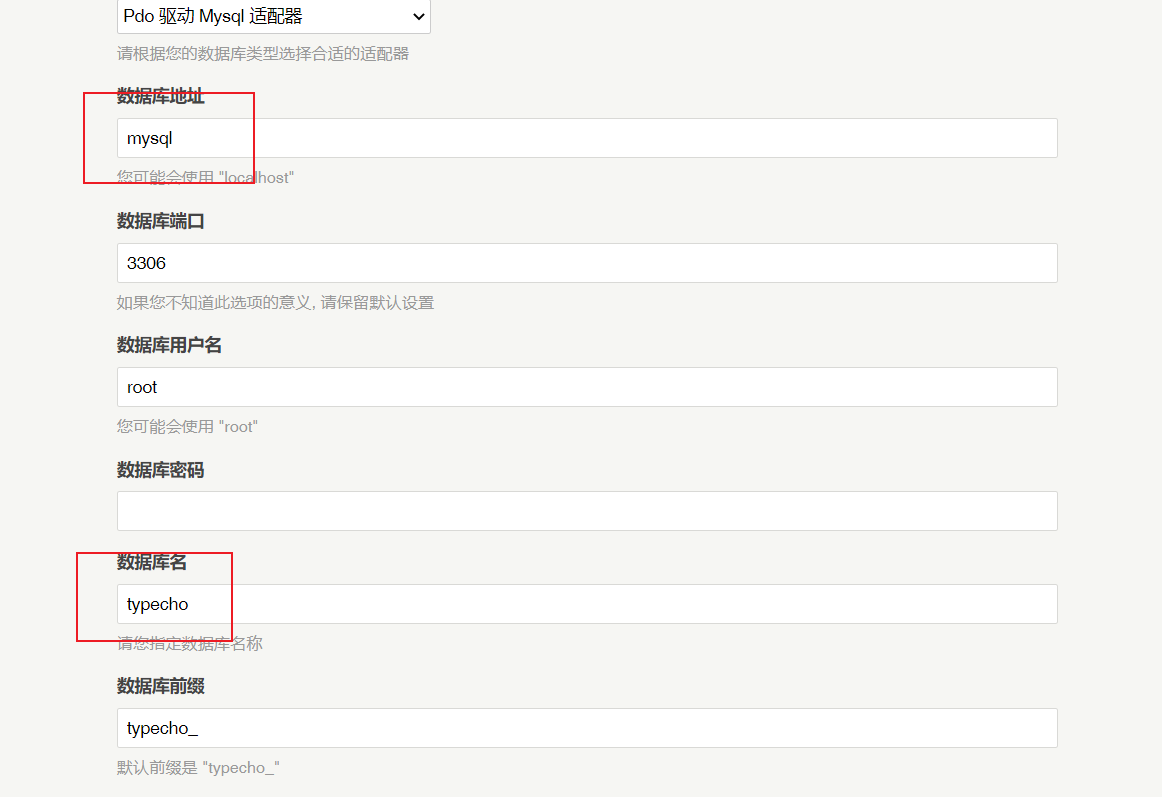 Pdo 驱动 Mysql 适配器
请根据您的数据库类型选择合适的适配器
数据库地址
mysql
您可能会使用 "localhost"
数据库端口
3306
如果您不知道此选项的意义, 请保留默认设置
数据库用户名
root
您可能会使用 "root"
数据库密码
数据库名
typecho
请您指定数据库名称
数据库前缀
typecho_
默认前缀是 "typecho_"